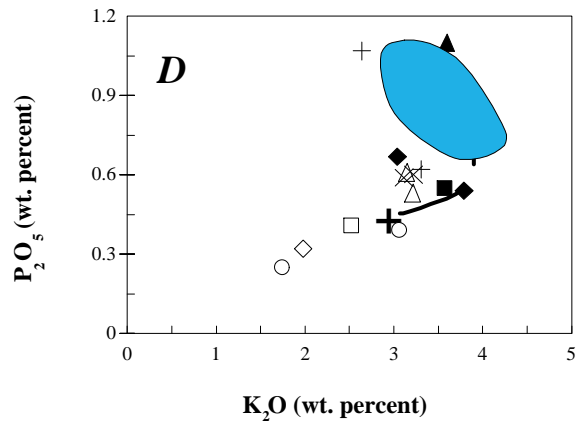 1.2
D
0.9
0.6
0.3
0
0 1 2 3 4 5
P₂O₅ (wt. percent)
K₂O (wt. percent)